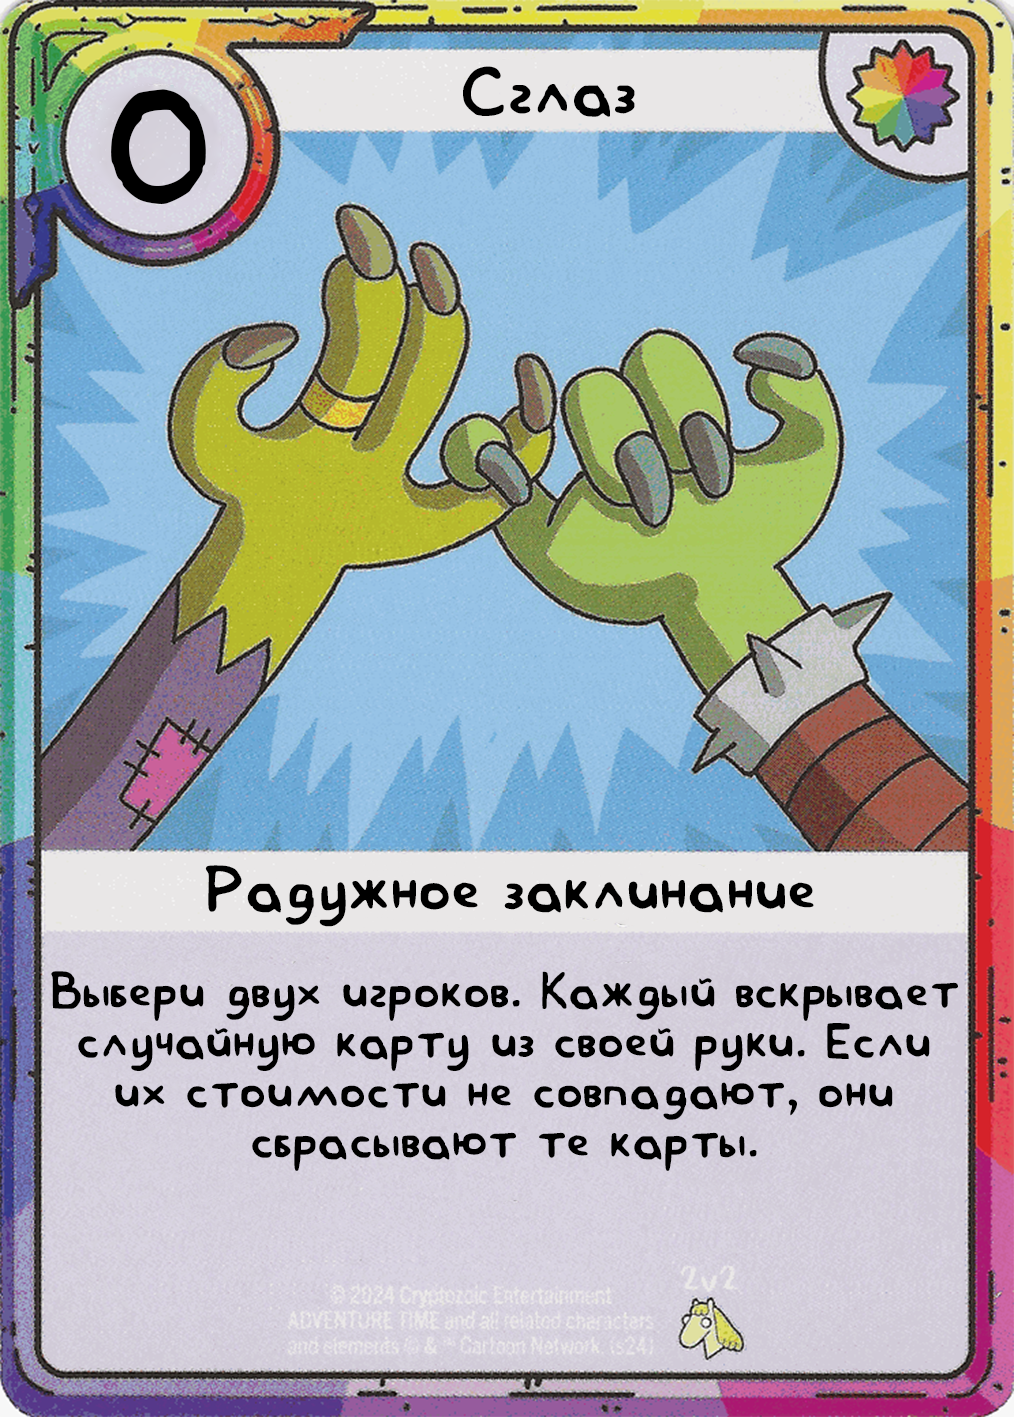 0
Сглаз
Радужное заклинание
Выбери двух игроков. Каждый вскрывает
случайную карту из своей руки. Если
их стоимости не совпадают, они
сбрасывают те карты.
2v2
© 2024 Cryptozoic Entertainment
ADVENTURE TIME and all related characters
and elements © & ™ Cartoon Network. (s24)